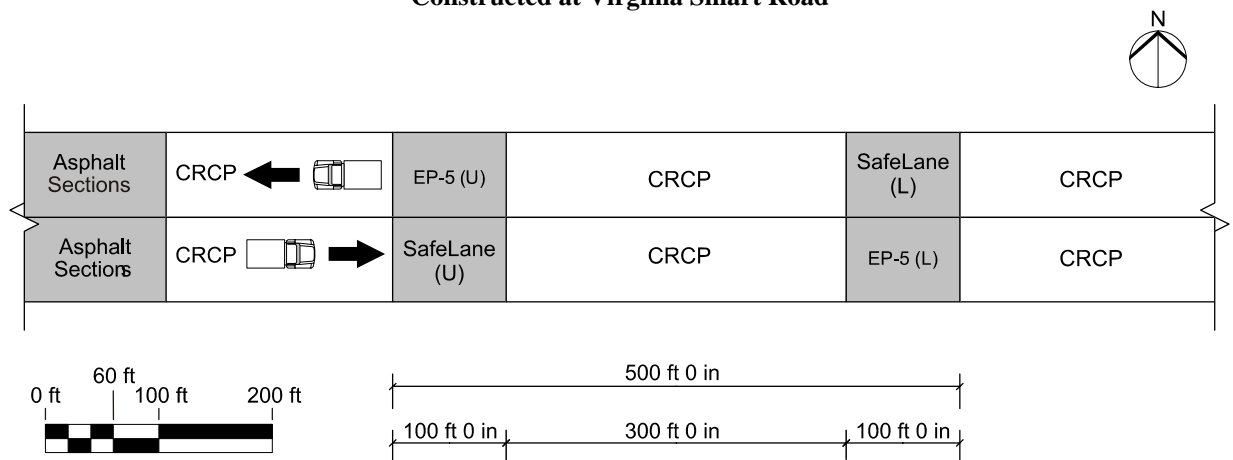 Constructed at Virginia Smart Road
N
Asphalt
Sections
CRCP
EP-5 (U)
CRCP
SafeLane
(L)
CRCP
Asphalt
Sections
CRCP
SafeLane
(U)
CRCP
EP-5 (L)
CRCP
0 ft
60 ft
100 ft
200 ft
500 ft 0 in
100 ft 0 in
300 ft 0 in
100 ft 0 in